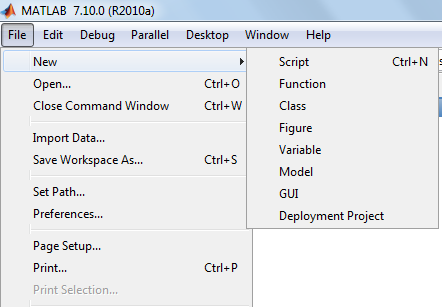 MATLAB 7.10.0 (R2010a)
File Edit Debug Parallel Desktop Window Help
New
Open... Ctrl+O
Close Command Window Ctrl+W
Import Data...
Save Workspace As... Ctrl+S
Set Path...
Preferences...
Page Setup...
Print... Ctrl+P
Print Selection...
Script Ctrl+N
Function
Class
Figure
Variable
Model
GUI
Deployment Project